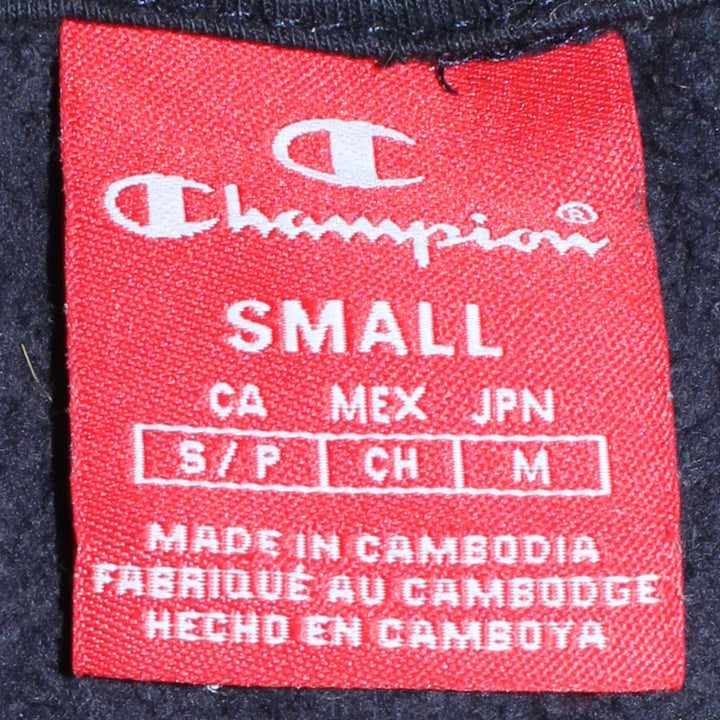 Champion®
SMALL
CA MEX JPN
S/P CH M
MADE IN CAMBODIA
FABRIQUÉ AU CAMBODGE
HECHO EN CAMBOYA